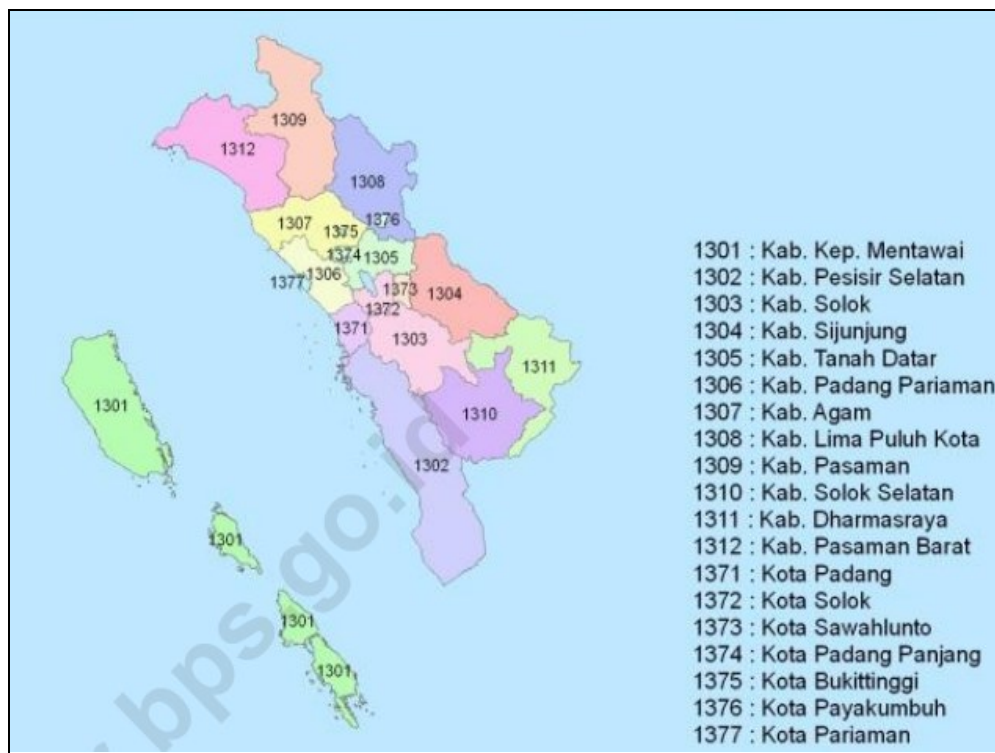 1309
1312
1308
1376
1307
1375
1374
1305
1306
1377
1373
1304
1372
1371
1303
1311
1301
1310
1302
1301
1301
1301
1301 : Kab. Kep. Mentawai
1302 : Kab. Pesisir Selatan
1303 : Kab. Solok
1304 : Kab. Sijunjung
1305 : Kab. Tanah Datar
1306 : Kab. Padang Pariaman
1307 : Kab. Agam
1308 : Kab. Lima Puluh Kota
1309 : Kab. Pasaman
1310 : Kab. Solok Selatan
1311 : Kab. Dharmasraya
1312 : Kab. Pasaman Barat
1371 : Kota Padang
1372 : Kota Solok
1373 : Kota Sawahlunto
1374 : Kota Padang Panjang
1375 : Kota Bukittinggi
1376 : Kota Payakumbuh
1377 : Kota Pariaman
.bps.go.id